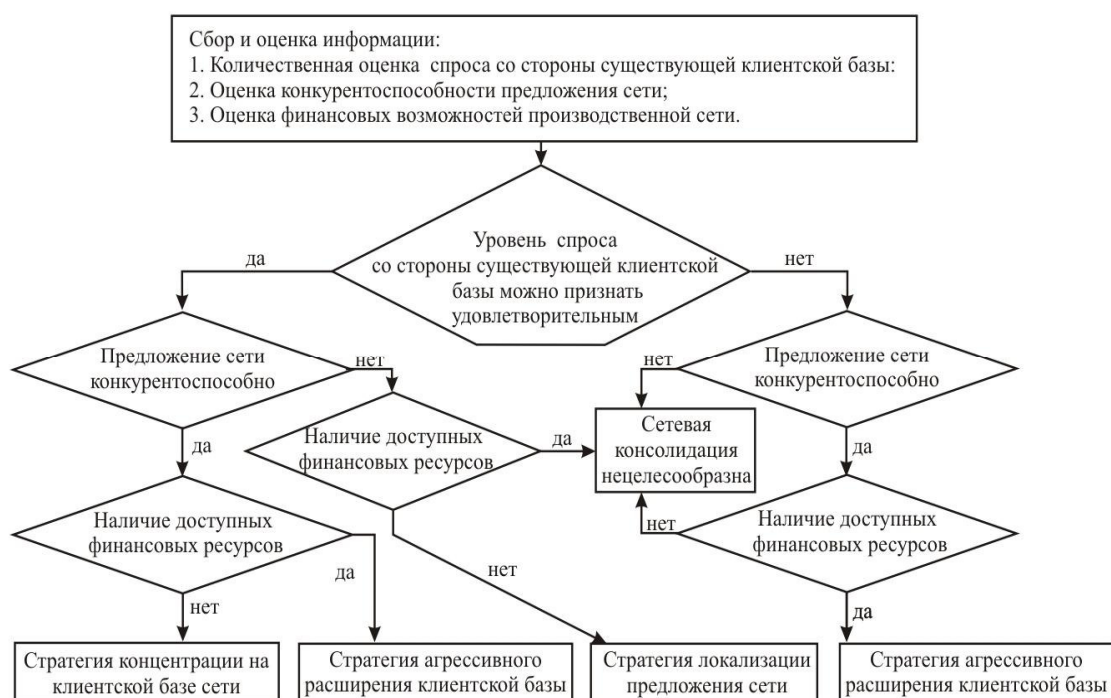 Сбор и оценка информации:
1. Количественная оценка спроса со стороны существующей клиентской базы:
2. Оценка конкурентоспособности предложения сети;
3. Оценка финансовых возможностей производственной сети.
Уровень спроса
со стороны существующей клиентской
базы можно признать
удовлетворительным
да
нет
Предложение сети
конкурентоспособно
нет
нет
Предложение сети
конкурентоспособно
Наличие доступных
финансовых ресурсов
да
Сетевая
консолидация
нецелесообразна
да
да
Наличие доступных
финансовых ресурсов
нет
Наличие доступных
финансовых ресурсов
да
нет
нет
да
Стратегия концентрации на
клиентской базе сети
Стратегия агрессивного
расширения клиентской базы
Стратегия локализации
предложения сети
Стратегия агрессивного
расширения клиентской базы